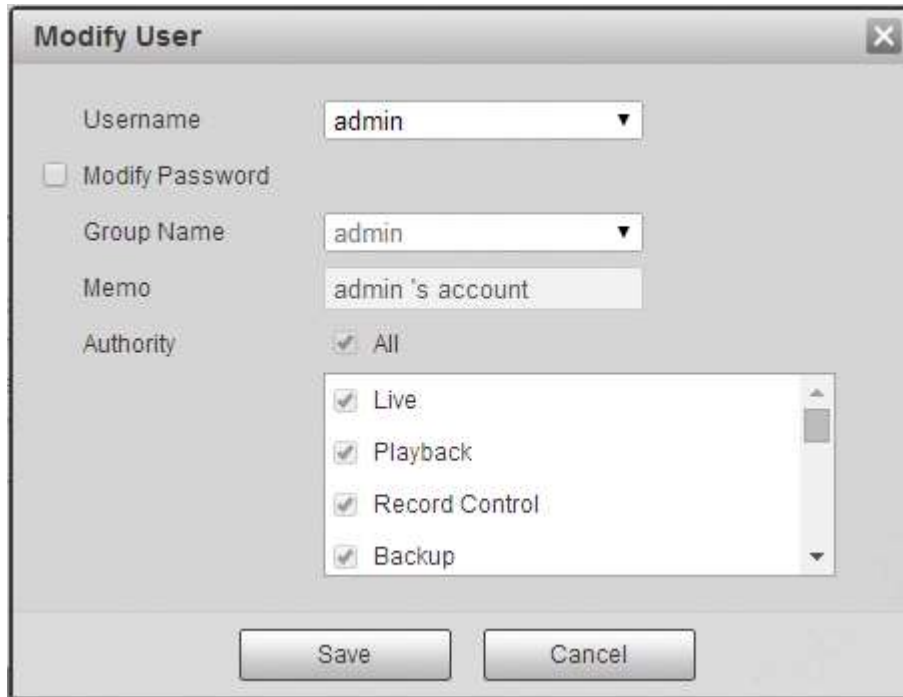 Modify User
Username admin
Modify Password
Group Name admin
Memo admin 's account
Authority All
Live
Playback
Record Control
Backup
Save Cancel